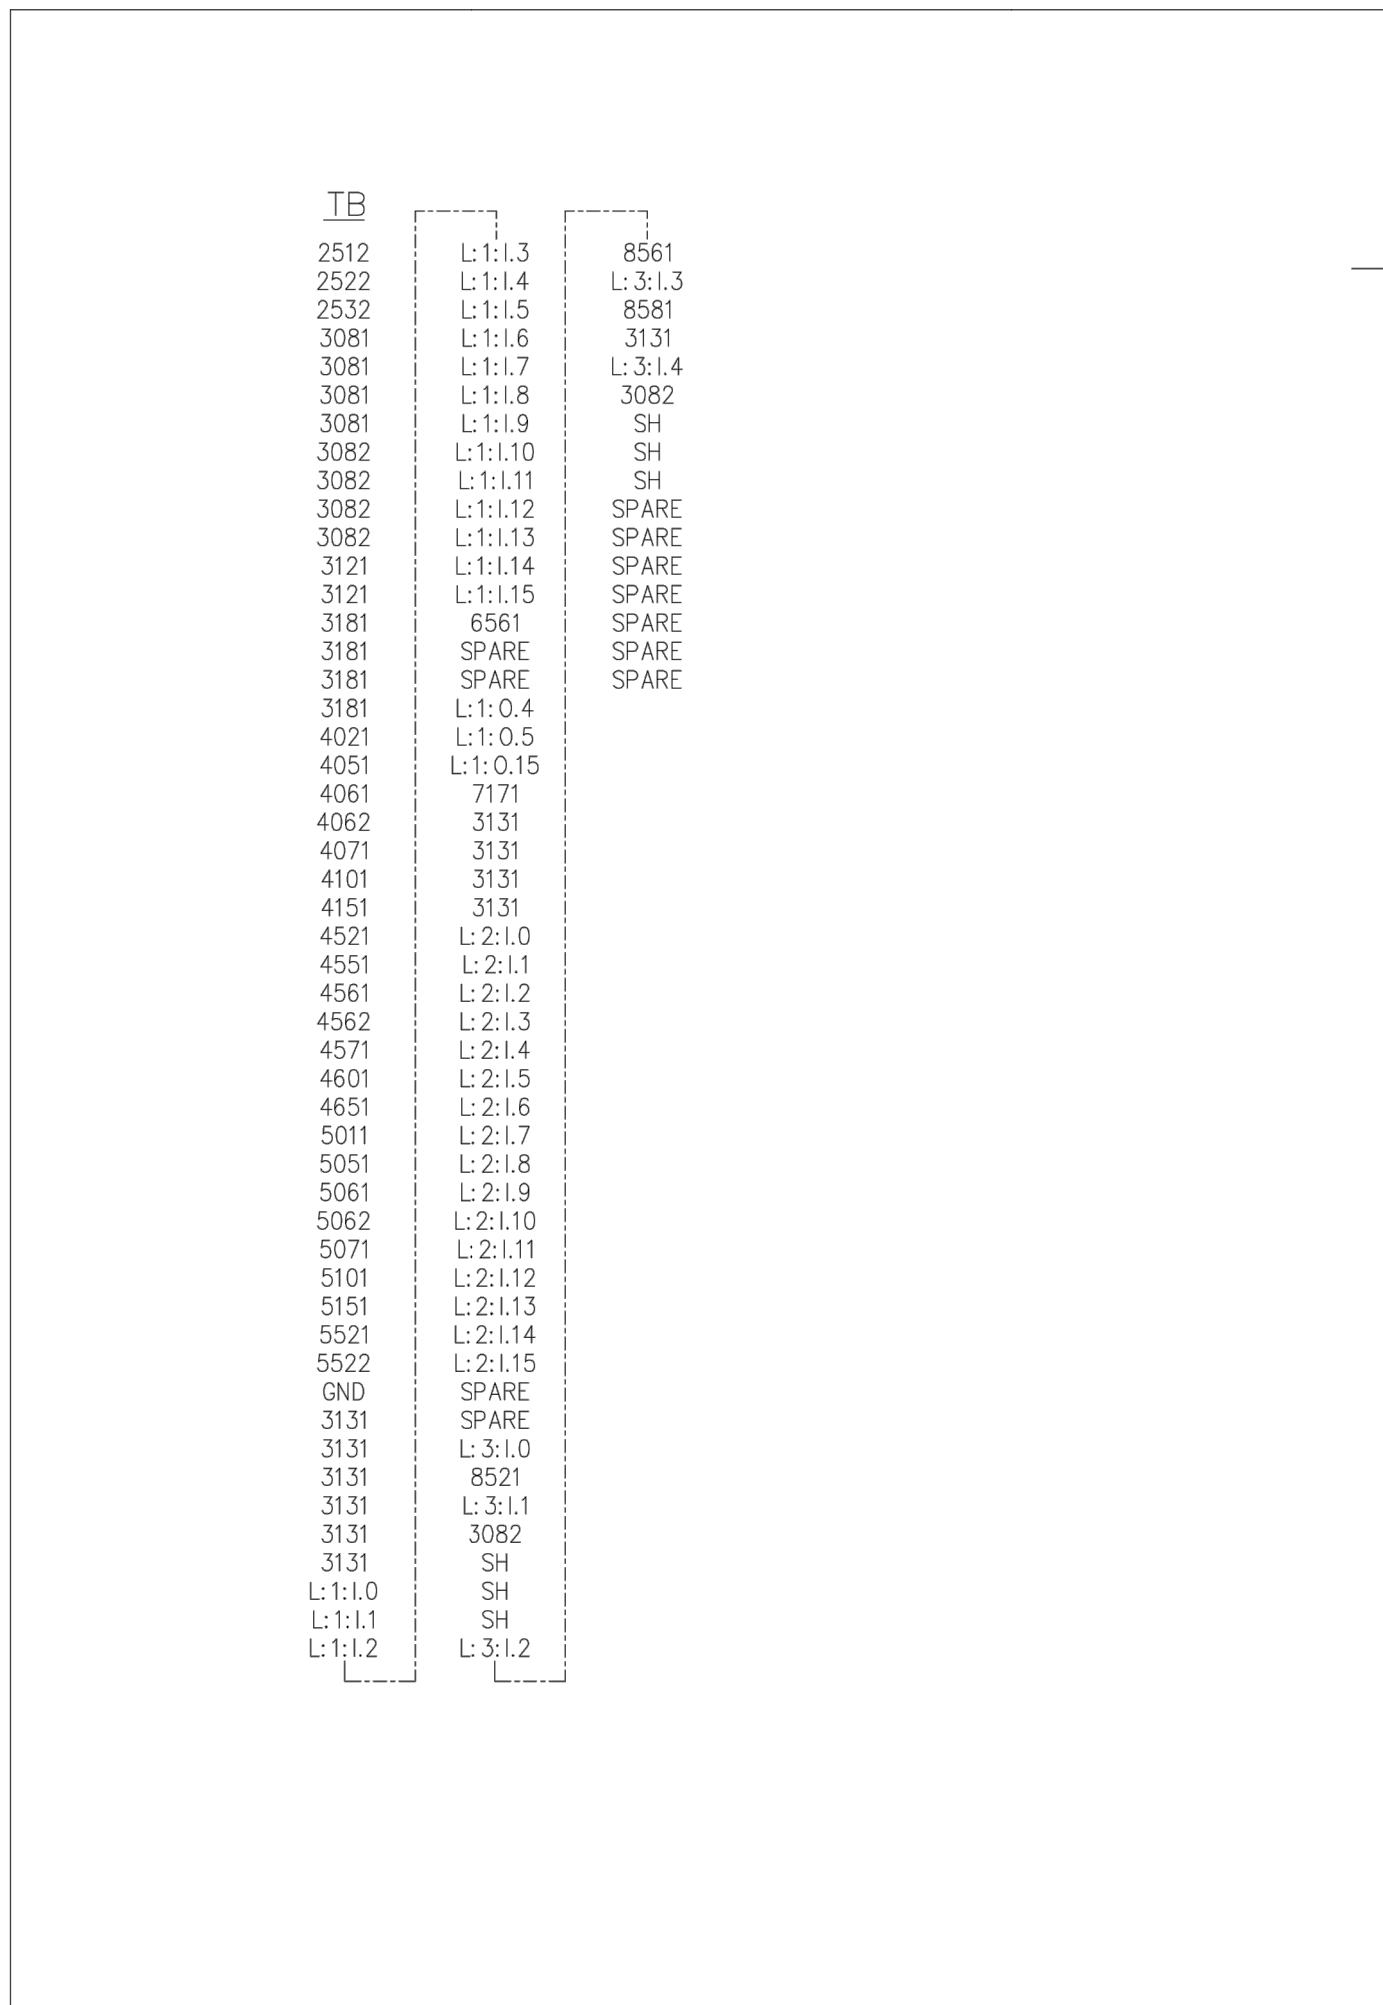 TB
2512
2522
2532
3081
3081
3081
3081
3082
3082
3082
3082
3121
3121
3181
3181
3181
3181
4021
4051
4061
4062
4071
4101
4151
4521
4551
4561
4562
4571
4601
4651
5011
5051
5061
5062
5071
5101
5151
5521
5522
GND
3131
3131
3131
3131
3131
3131
L:1:I.0
L:1:I.1
L:1:I.2
L:1:I.3
L:1:I.4
L:1:I.5
L:1:I.6
L:1:I.7
L:1:I.8
L:1:I.9
L:1:I.10
L:1:I.11
L:1:I.12
L:1:I.13
L:1:I.14
L:1:I.15
6561
SPARE
SPARE
L:1:O.4
L:1:O.5
L:1:O.15
7171
3131
3131
3131
3131
L:2:I.0
L:2:I.1
L:2:I.2
L:2:I.3
L:2:I.4
L:2:I.5
L:2:I.6
L:2:I.7
L:2:I.8
L:2:I.9
L:2:I.10
L:2:I.11
L:2:I.12
L:2:I.13
L:2:I.14
L:2:I.15
SPARE
SPARE
L:3:I.0
8521
L:3:I.1
3082
SH
SH
SH
L:3:I.2
8561
L:3:I.3
8581
3131
L:3:I.4
3082
SH
SH
SH
SPARE
SPARE
SPARE
SPARE
SPARE
SPARE
SPARE